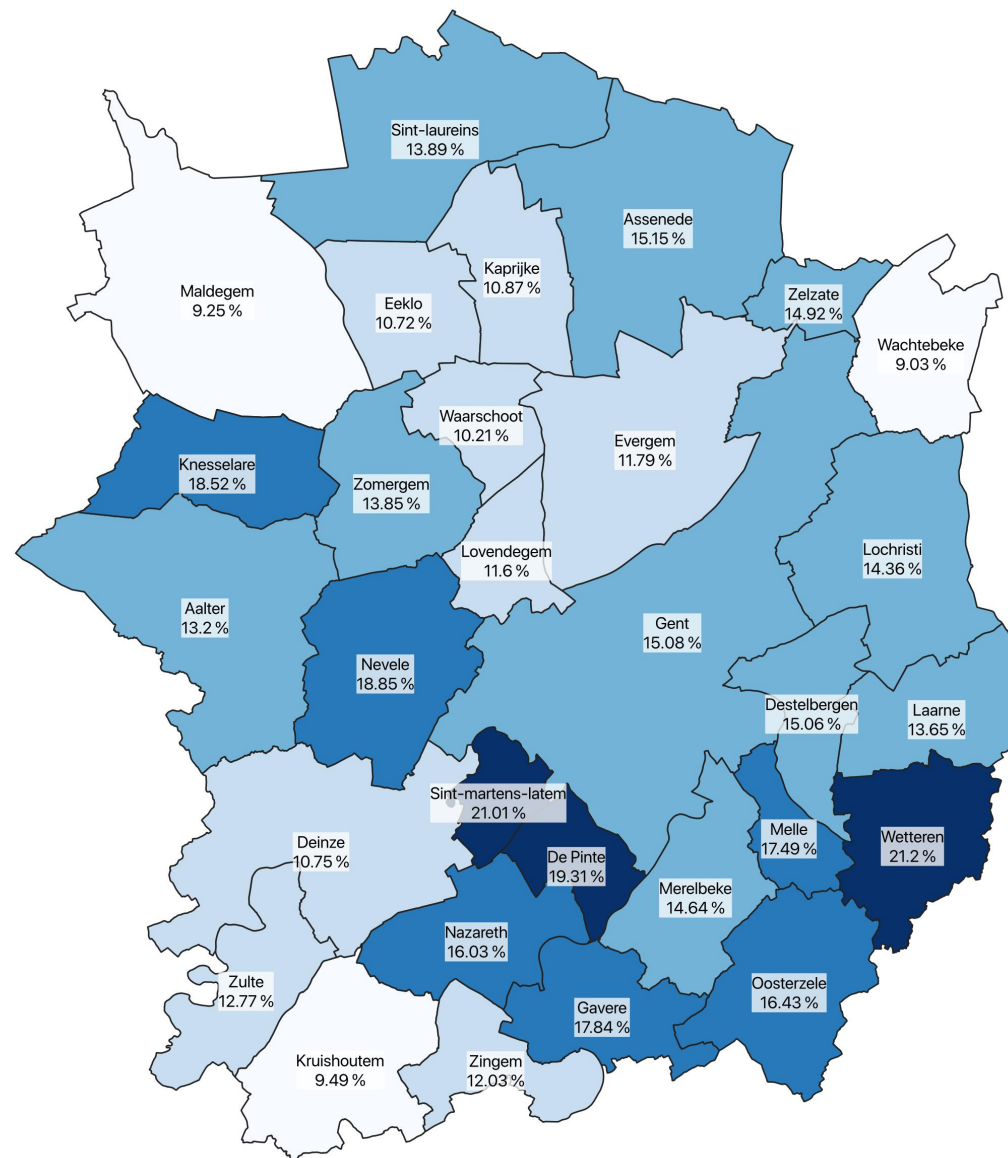 Sint-laureins
13.89 %
Assenede
15.15 %
Kaprijke
10.87 %
Maldegem
9.25 %
Eeklo
10.72 %
Zelzate
14.92 %
Wachtebeke
9.03 %
Waarschoot
10.21 %
Evergem
11.79 %
Knesselare
18.52 %
Zomergem
13.85 %
Lovendegem
11.6 %
Lochristi
14.36 %
Aalter
13.2 %
Gent
15.08 %
Nevele
18.85 %
Destelbergen
15.06 %
Laarne
13.65 %
Sint-martens-latem
21.01 %
Deinze
10.75 %
Melle
17.49 %
Wetteren
21.2 %
De Pinte
19.31 %
Merelbeke
14.64 %
Nazareth
16.03 %
Zulte
12.77 %
Oosterzele
16.43 %
Gavere
17.84 %
Kruishoutem
9.49 %
Zingem
12.03 %